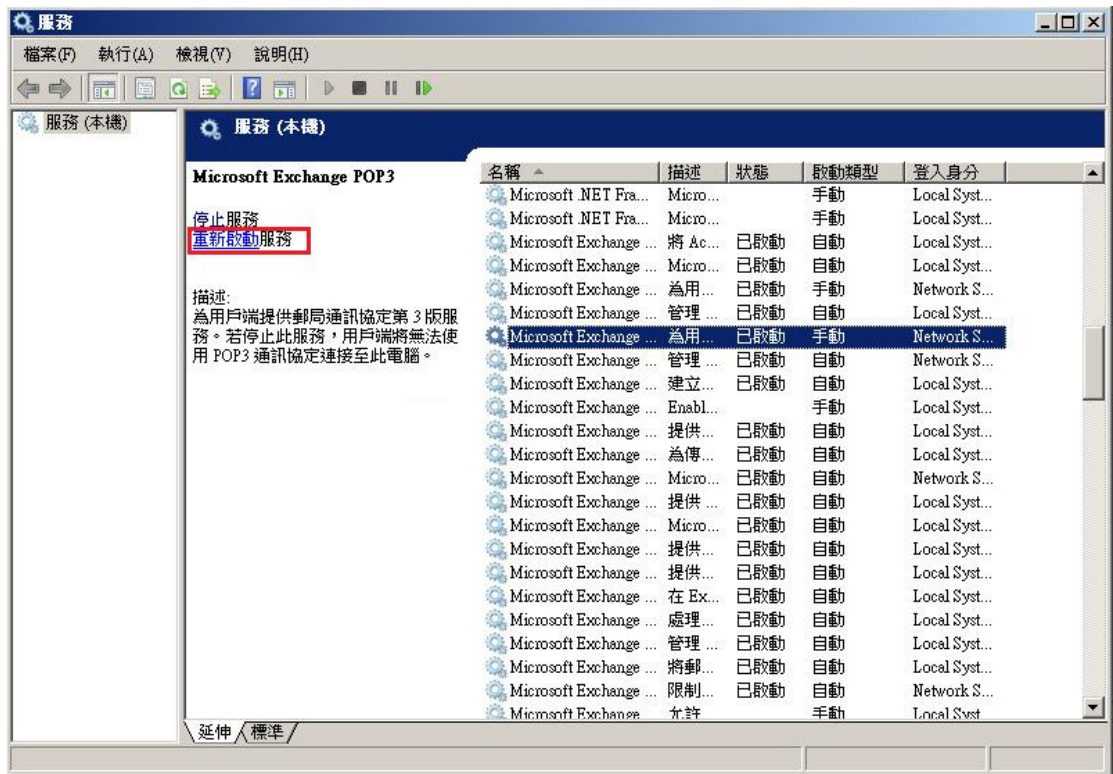 服務
檔案(F) 執行(A) 檢視(V) 說明(H)
服務 (本機)
服務 (本機)
Microsoft Exchange POP3
停止服務
重新啟動服務
描述:
為用戶端提供郵局通訊協定第 3 版服
務。若停止此服務，用戶端將無法使
用 POP3 通訊協定連接至此電腦。
名稱 描述 狀態 啟動類型 登入身分
Microsoft .NET Fra... Micro... 手動 Local Syst...
Microsoft .NET Fra... Micro... 手動 Local Syst...
Microsoft Exchange ... 將 Ac... 已啟動 自動 Local Syst...
Microsoft Exchange ... Micro... 已啟動 自動 Local Syst...
Microsoft Exchange ... 為用... 已啟動 手動 Network S...
Microsoft Exchange ... 管理 ... 已啟動 自動 Local Syst...
Microsoft Exchange ... 為用... 已啟動 手動 Network S...
Microsoft Exchange ... 管理 ... 已啟動 自動 Network S...
Microsoft Exchange ... 建立... 已啟動 自動 Local Syst...
Microsoft Exchange ... Enabl... 手動 Local Syst...
Microsoft Exchange ... 提供... 已啟動 自動 Local Syst...
Microsoft Exchange ... 為傳... 已啟動 自動 Local Syst...
Microsoft Exchange ... Micro... 已啟動 自動 Network S...
Microsoft Exchange ... 提供 ... 已啟動 自動 Local Syst...
Microsoft Exchange ... Micro... 已啟動 自動 Local Syst...
Microsoft Exchange ... 提供... 已啟動 自動 Local Syst...
Microsoft Exchange ... 提供... 已啟動 自動 Local Syst...
Microsoft Exchange ... 在 Ex... 已啟動 自動 Local Syst...
Microsoft Exchange ... 處理... 已啟動 自動 Local Syst...
Microsoft Exchange ... 管理 ... 已啟動 自動 Local Syst...
Microsoft Exchange ... 將郵... 已啟動 自動 Local Syst...
Microsoft Exchange ... 限制... 已啟動 自動 Network S...
Microsoft Exchange 允許 手動 Local Syst
延伸 標準